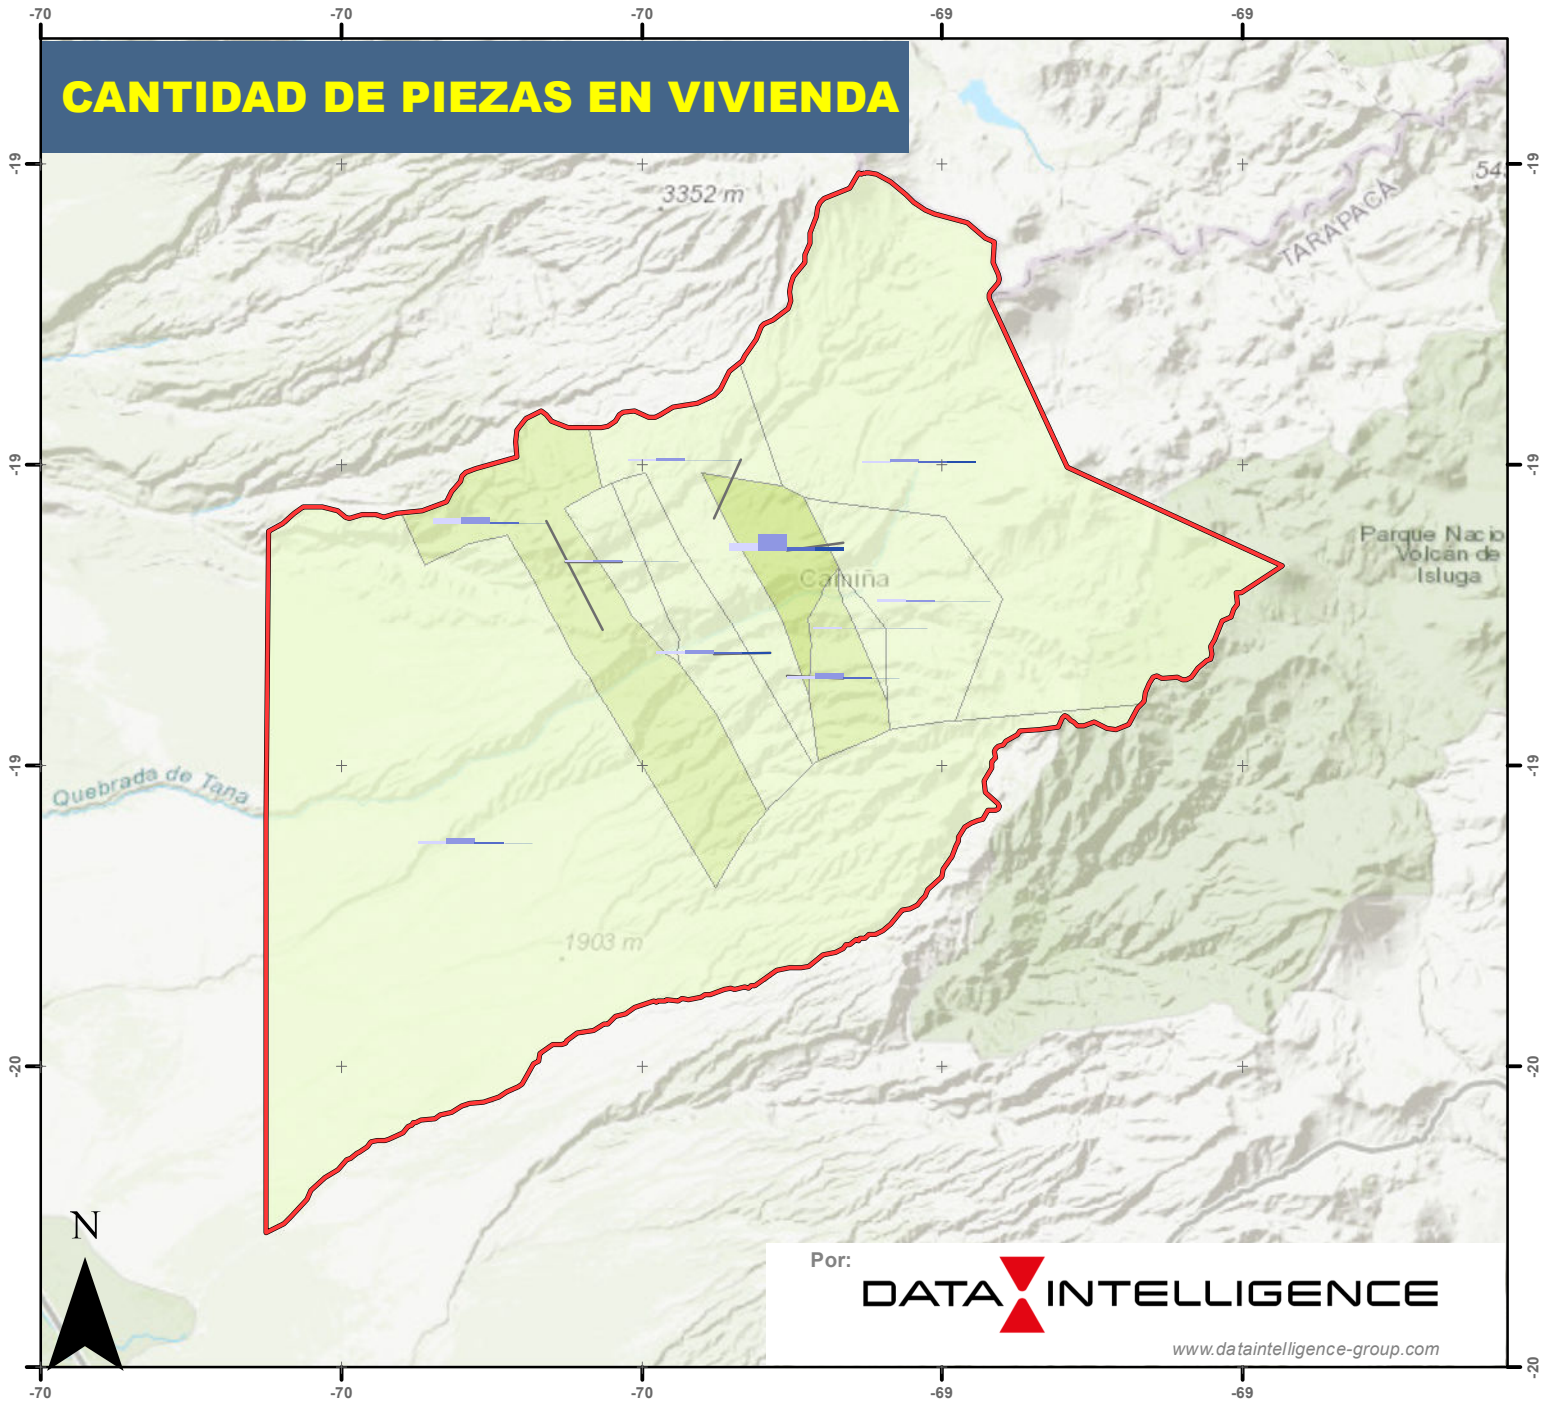 -70 -70 -70 -69 -69
CANTIDAD DE PIEZAS EN VIVIENDA
-19 -19
3352 m
TARAPACÁ
-19 -19
Parque Nacio
Volcán de
Isluga
Camiña
-19 -19
Quebrada de Tana
1903 m
-20 -20
N
Por:
DATA INTELLIGENCE
www.dataintelligence-group.com
-20
-70 -70 -70 -69 -69